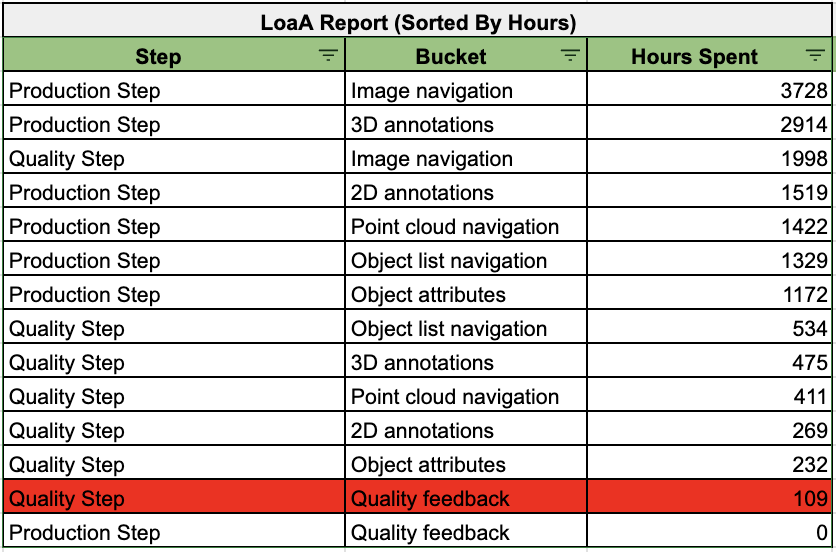 LoaA Report (Sorted By Hours)
Step Bucket Hours Spent
Production Step Image navigation 3728
Production Step 3D annotations 2914
Quality Step Image navigation 1998
Production Step 2D annotations 1519
Production Step Point cloud navigation 1422
Production Step Object list navigation 1329
Production Step Object attributes 1172
Quality Step Object list navigation 534
Quality Step 3D annotations 475
Quality Step Point cloud navigation 411
Quality Step 2D annotations 269
Quality Step Object attributes 232
Quality Step Quality feedback 109
Production Step Quality feedback 0